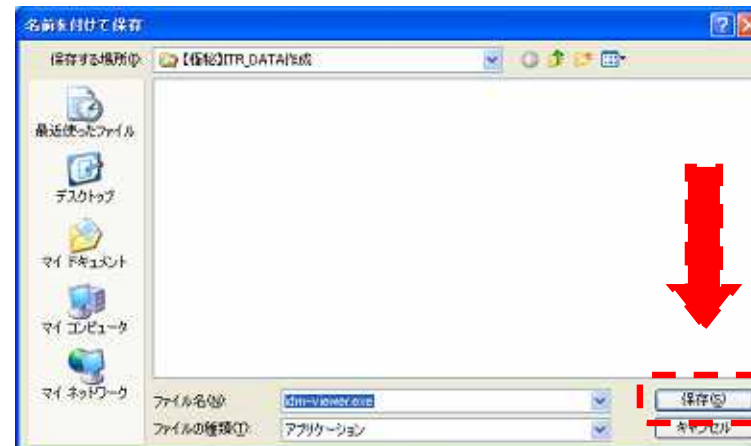 名前を付けて保存
保存する場所(I):
【極秘】ITR_DATA作成
最近使ったファイル
デスクトップ
マイ ドキュメント
マイ コンピュータ
マイ ネットワーク
ファイル名(N):
idm-viewer.exe
保存(S)
ファイルの種類(T):
アプリケーション
キャンセル